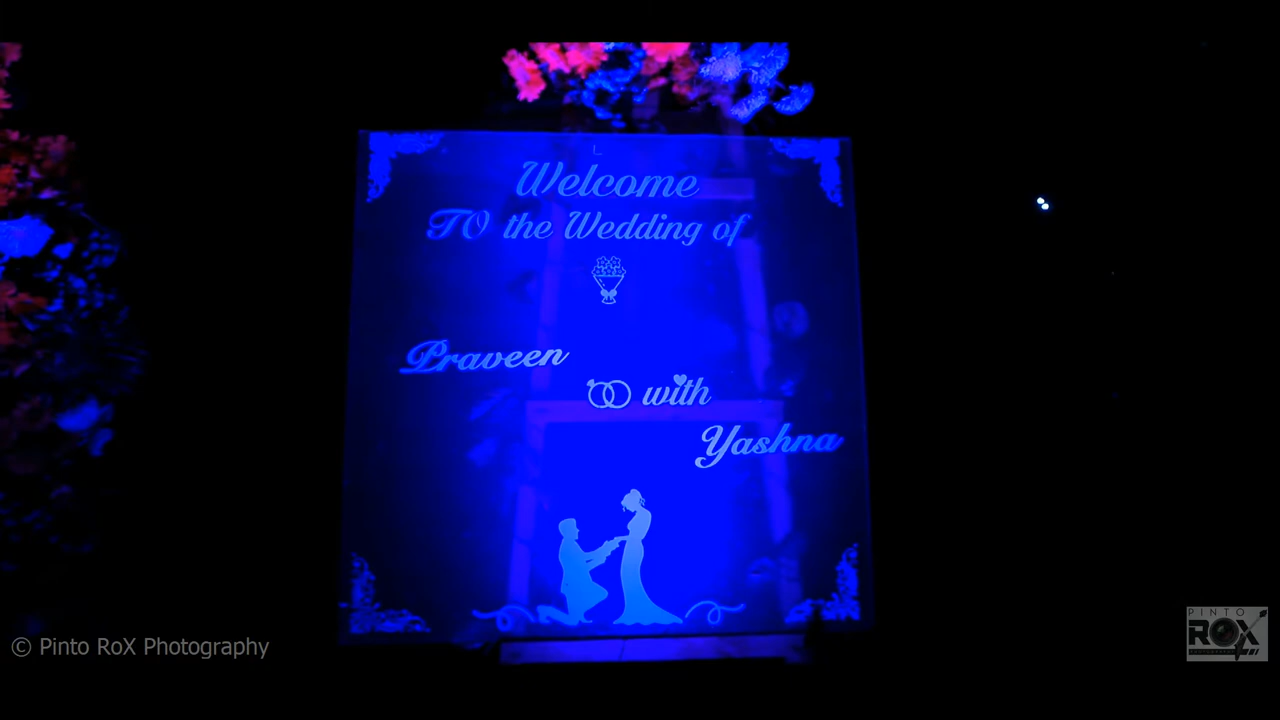 Welcome
TO the Wedding of
Praveen
with
Yashna
© Pinto RoX Photography
PINTO
ROX